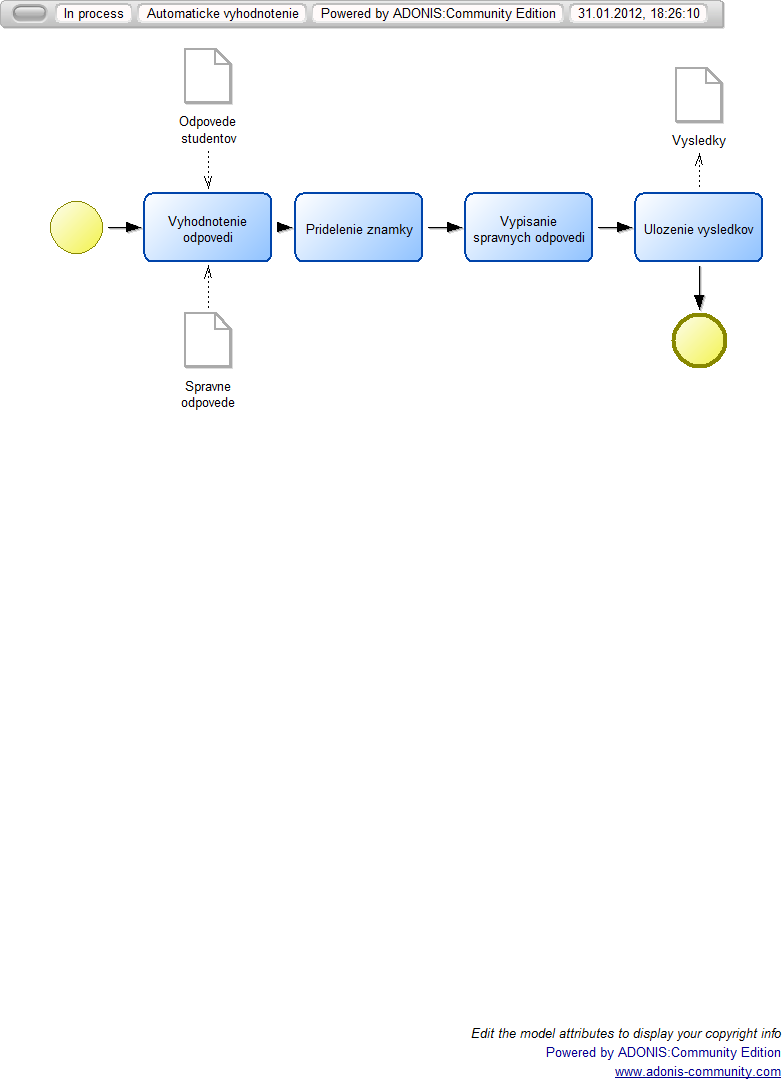 In process Automaticke vyhodnotenie Powered by ADONIS:Community Edition 31.01.2012, 18:26:10
Odpovede
studentov
Vysledky
Vyhodnotenie
odpovedi
Pridelenie znamky
Vypisanie
spravnych odpovedi
Ulozenie vysledkov
Spravne
odpovede
Edit the model attributes to display your copyright info
Powered by ADONIS:Community Edition
www.adonis-community.com